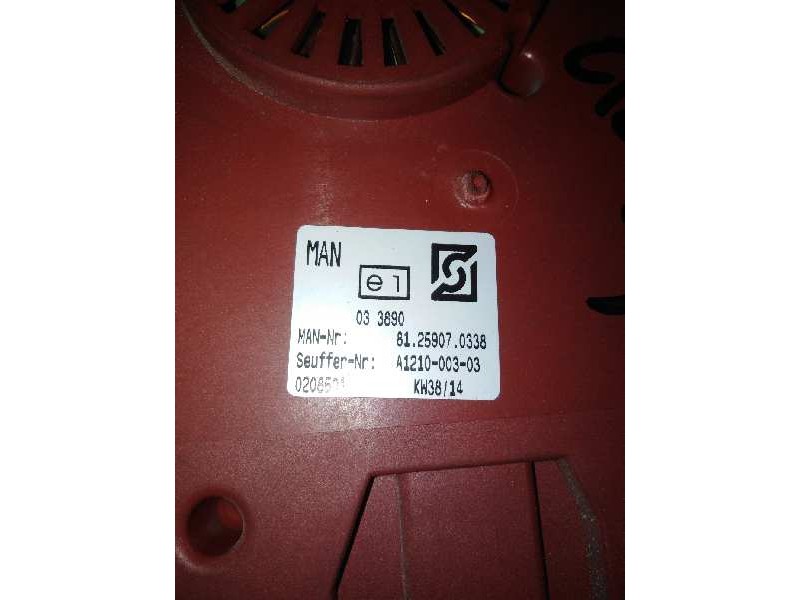 MAN
e1
03 3890
MAN-Nr: 81.25907.0338
Seuffer-Nr: A1210-003-03
KW38/14